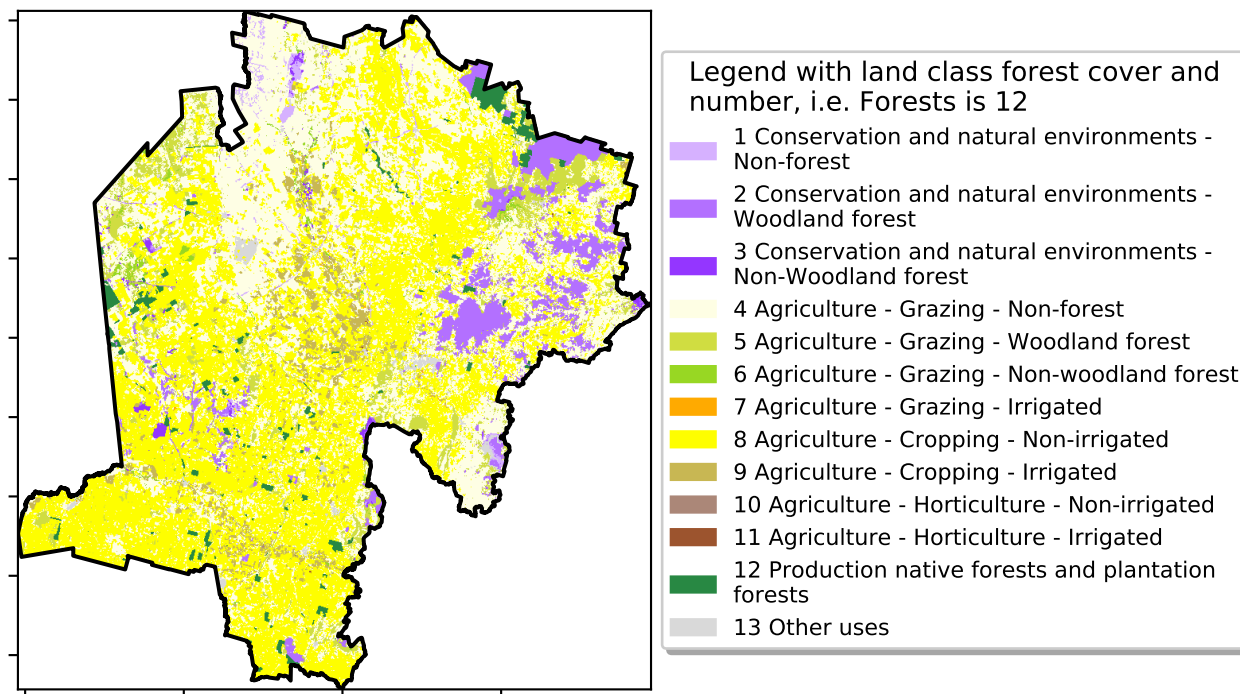 Legend with land class forest cover and
number, i.e. Forests is 12
1 Conservation and natural environments -
Non-forest
2 Conservation and natural environments -
Woodland forest
3 Conservation and natural environments -
Non-Woodland forest
4 Agriculture - Grazing - Non-forest
5 Agriculture - Grazing - Woodland forest
6 Agriculture - Grazing - Non-woodland forest
7 Agriculture - Grazing - Irrigated
8 Agriculture - Cropping - Non-irrigated
9 Agriculture - Cropping - Irrigated
10 Agriculture - Horticulture - Non-irrigated
11 Agriculture - Horticulture - Irrigated
12 Production native forests and plantation
forests
13 Other uses